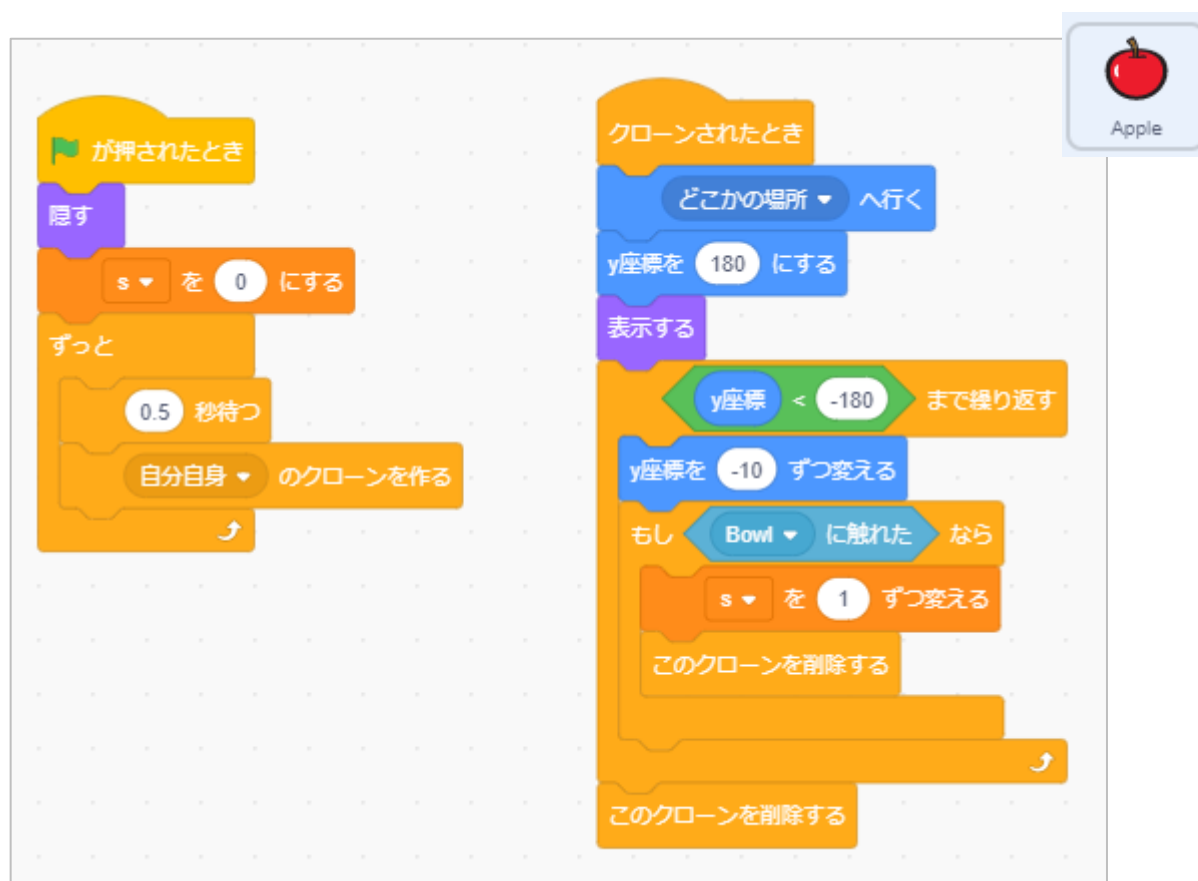 が押されたとき
隠す
s を 0 にする
ずっと
0.5 秒待つ
自分自身 のクローンを作る
クローンされたとき
どこかの場所 へ行く
y座標を 180 にする
表示する
y座標 < -180 まで繰り返す
y座標を -10 ずつ変える
もし Bowl に触れた なら
s を 1 ずつ変える
このクローンを削除する
このクローンを削除する
Apple